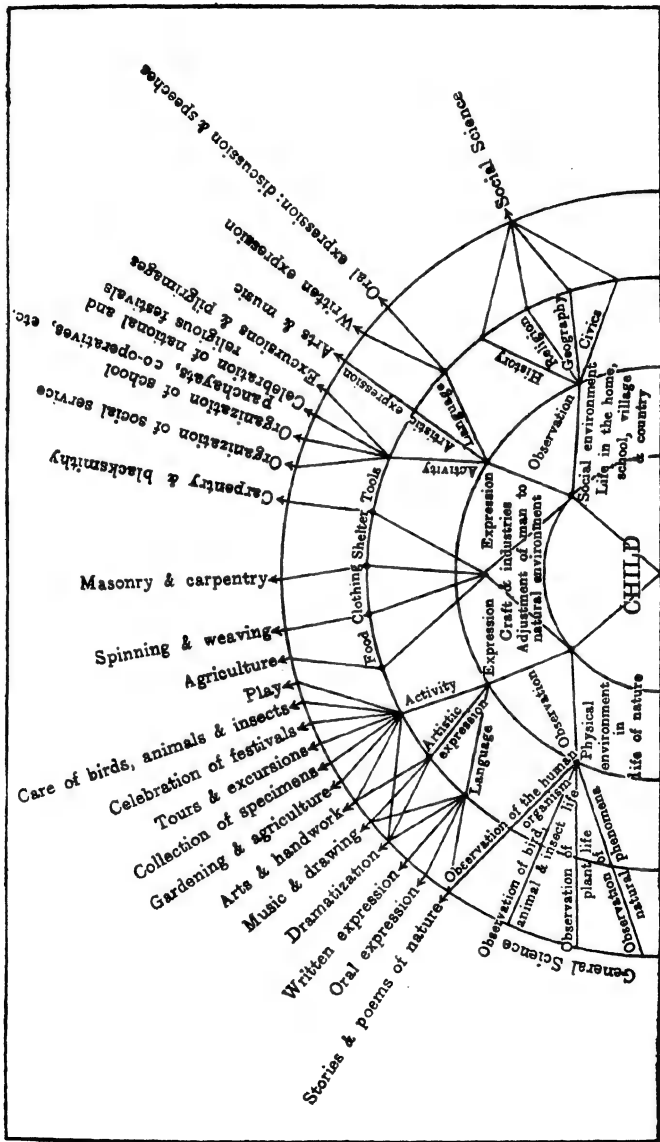 Stories & poems of nature
Oral expression
Written expression
Dramatization
Music & drawing
Arts & handwork
Gardening & agriculture
Collection of specimens
Tours & excursions
Celebration of festivals
Care of birds, animals & insects
Play
Agriculture
Spinning & weaving
Masonry & carpentry
Carpentry & blacksmithy
Organization of social service
Organization of school
panchayats, co-operatives, etc.
Celebration of national and
religious festivals
Excursions & pilgrimages
Arts & music
Written expression
Oral expression: discussion & speeches
Social Science
General Science
Observation of the human
organism
Observation of bird,
animal & insect life
Observation of
plant life
Observation of
natural phenomena
Language
Artistic
expression
Activity
Food
Clothing
Shelter
Tools
Activity
Artistic expression
Language
History
Religion
Geography
Civics
Observation
Physical
environment
in
life of nature
Expression
Craft & industries
Adjustment of man to
natural environment
Expression
Observation
Social environment
Life in the home,
school, village
& country
CHILD